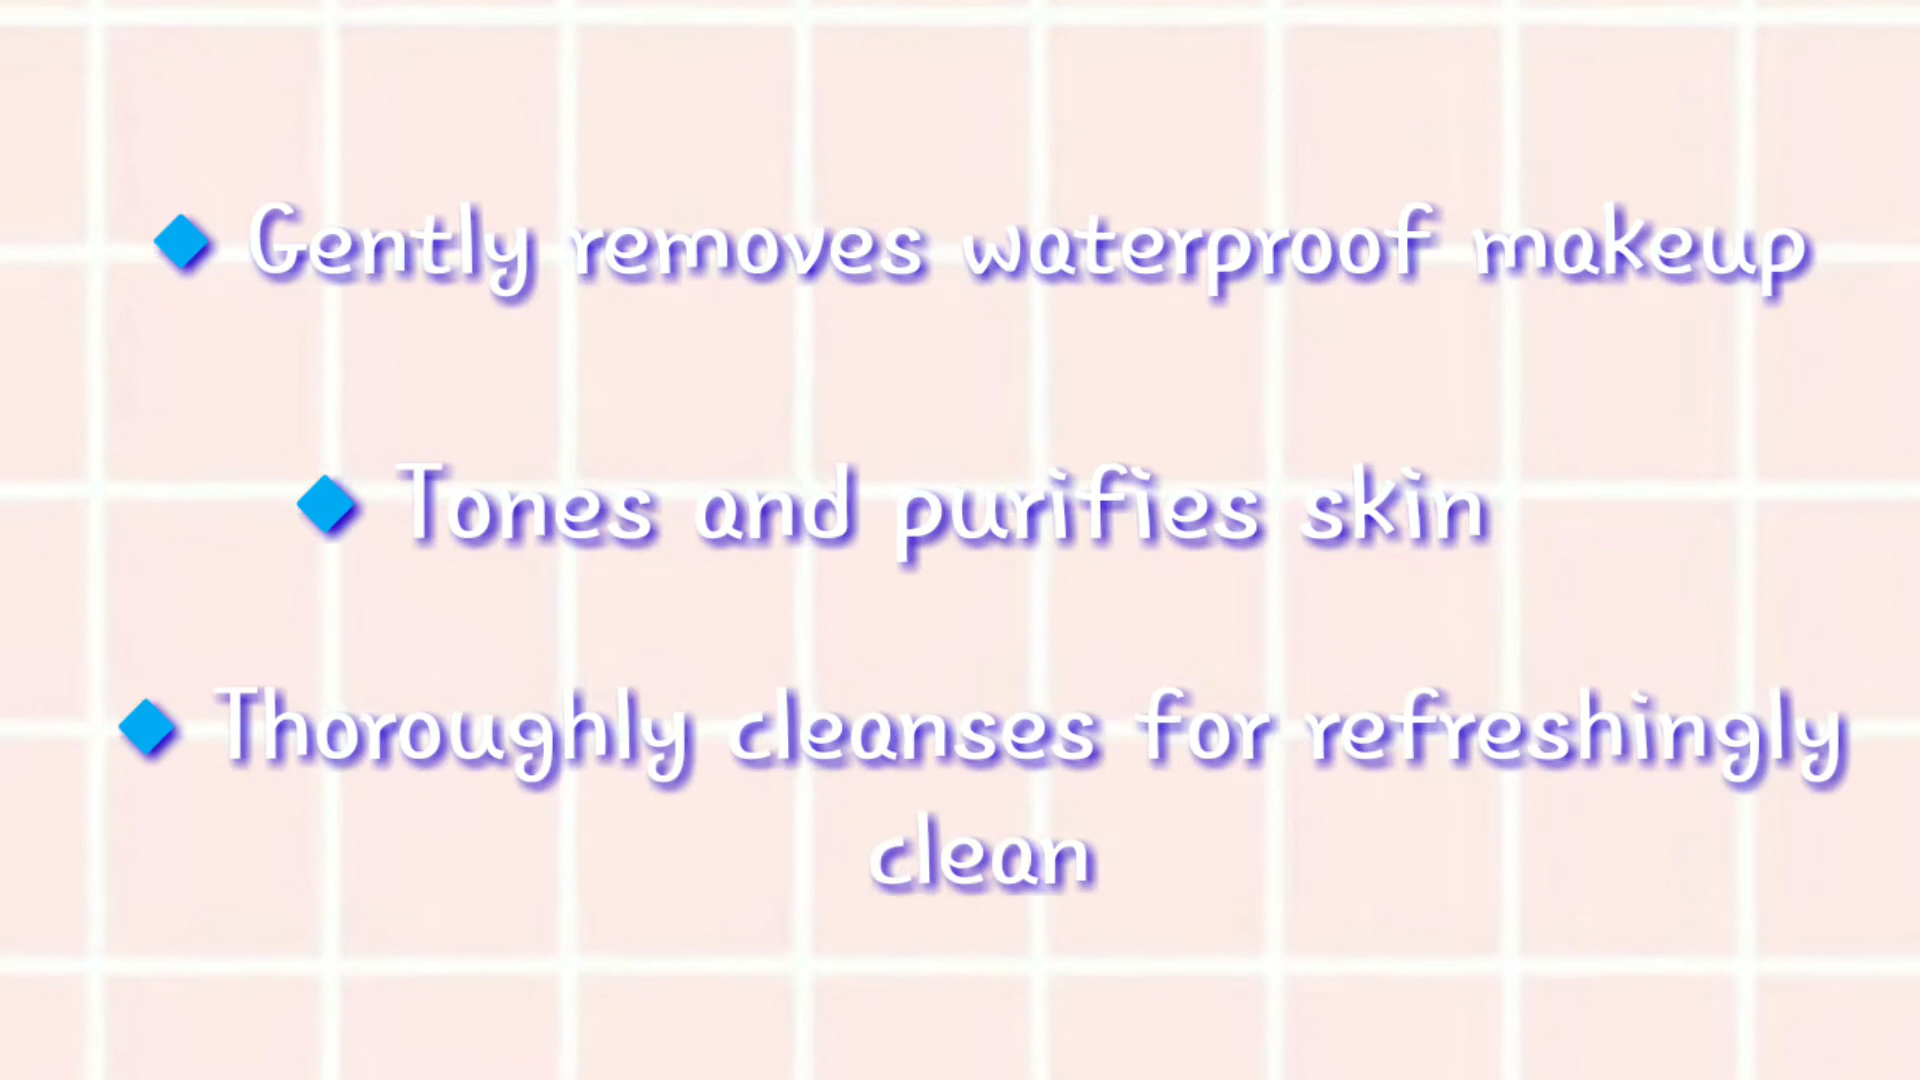 🔹 Gently removes waterproof makeup
🔹 Tones and purifies skin
🔹 Thoroughly cleanses for refreshingly
clean